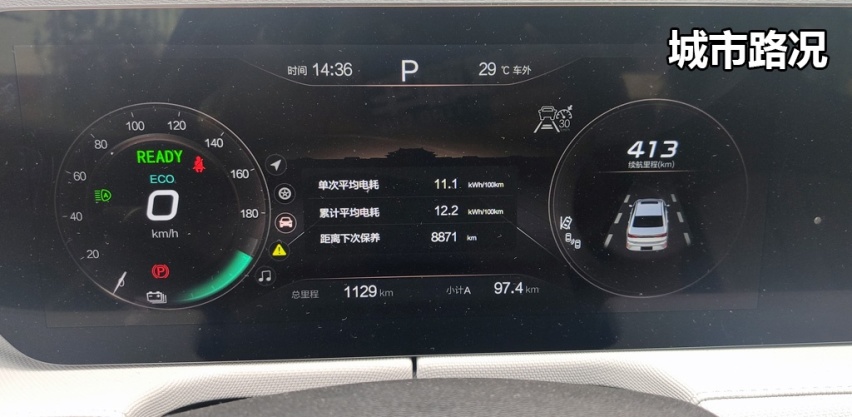 城市路况
时间 14:36 P 29 ℃ 车外
100 120
80 140
60 160
40 180
20
0
READY
ECO
0
km/h
P
30
413
续航里程(km)
单次平均电耗 11.1 kWh/100km
累计平均电耗 12.2 kWh/100km
距离下次保养 8871 km
总里程 1129 km 小计A 97.4 km